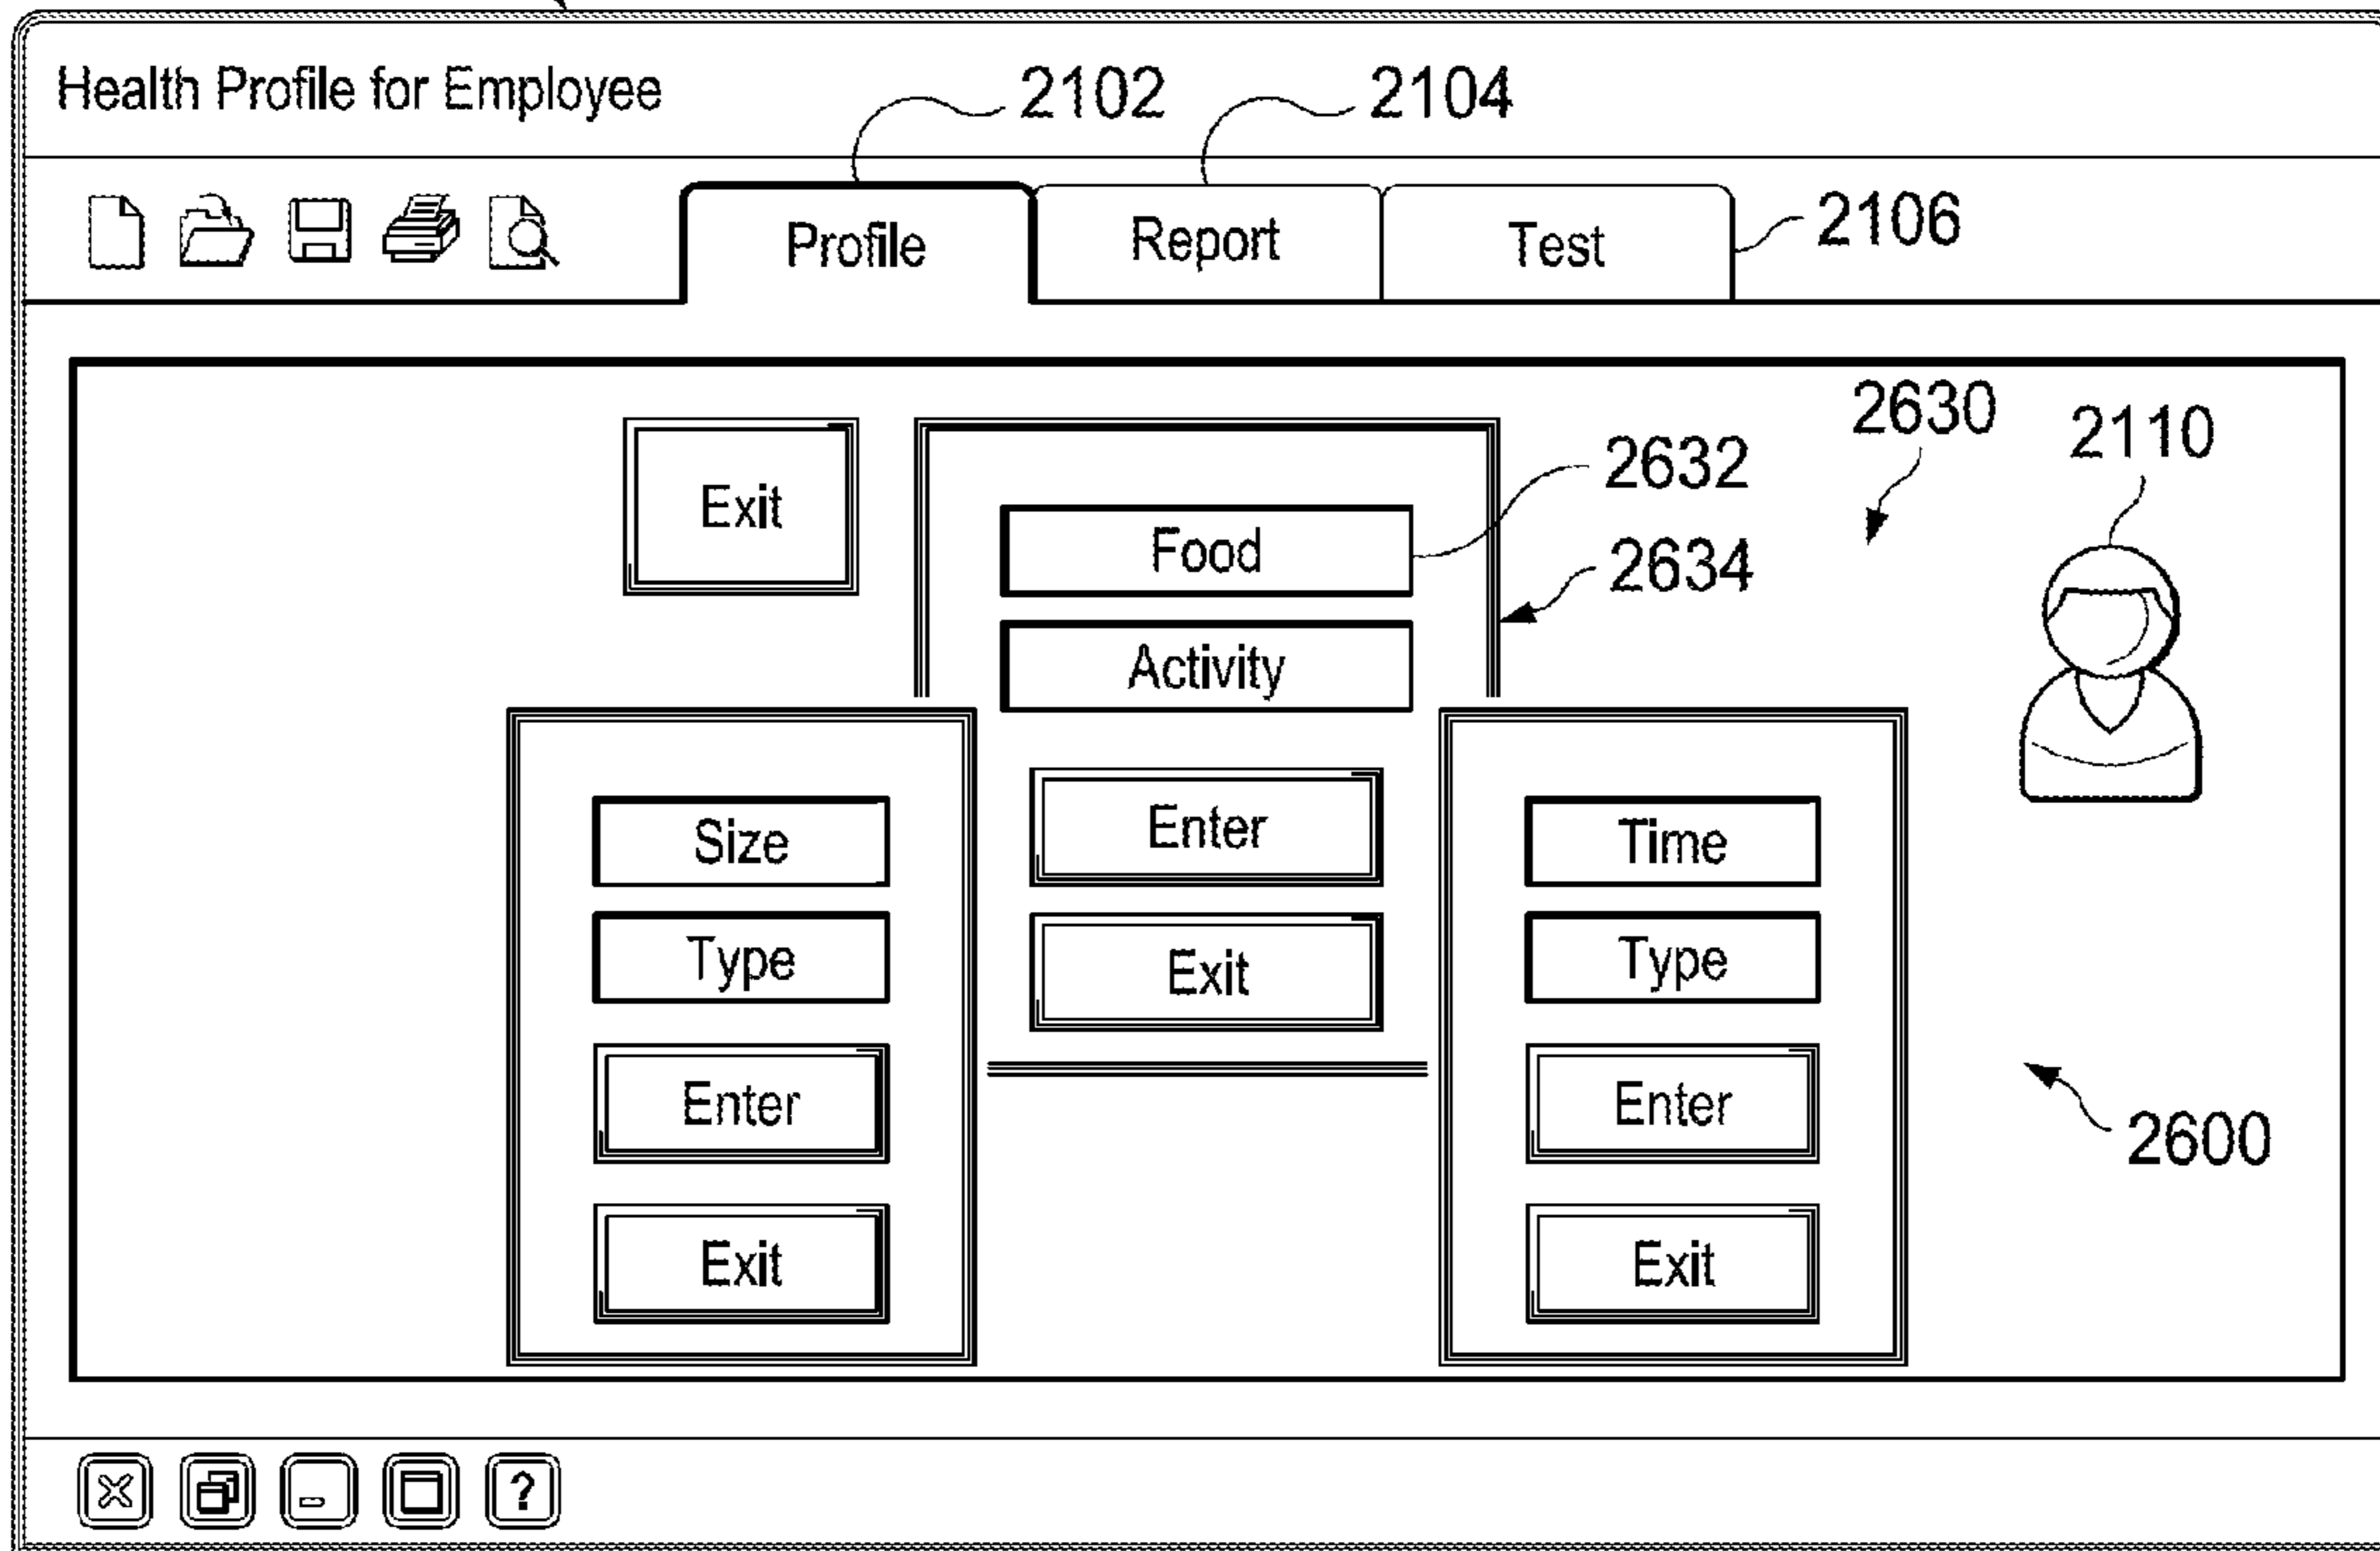 Health Profile for Employee
2102
2104
Profile
Report
Test
2106
2630
2110
Exit
2632
Food
2634
Activity
Size
Enter
Time
Type
Exit
Type
Enter
Enter
2600
Exit
Exit
?